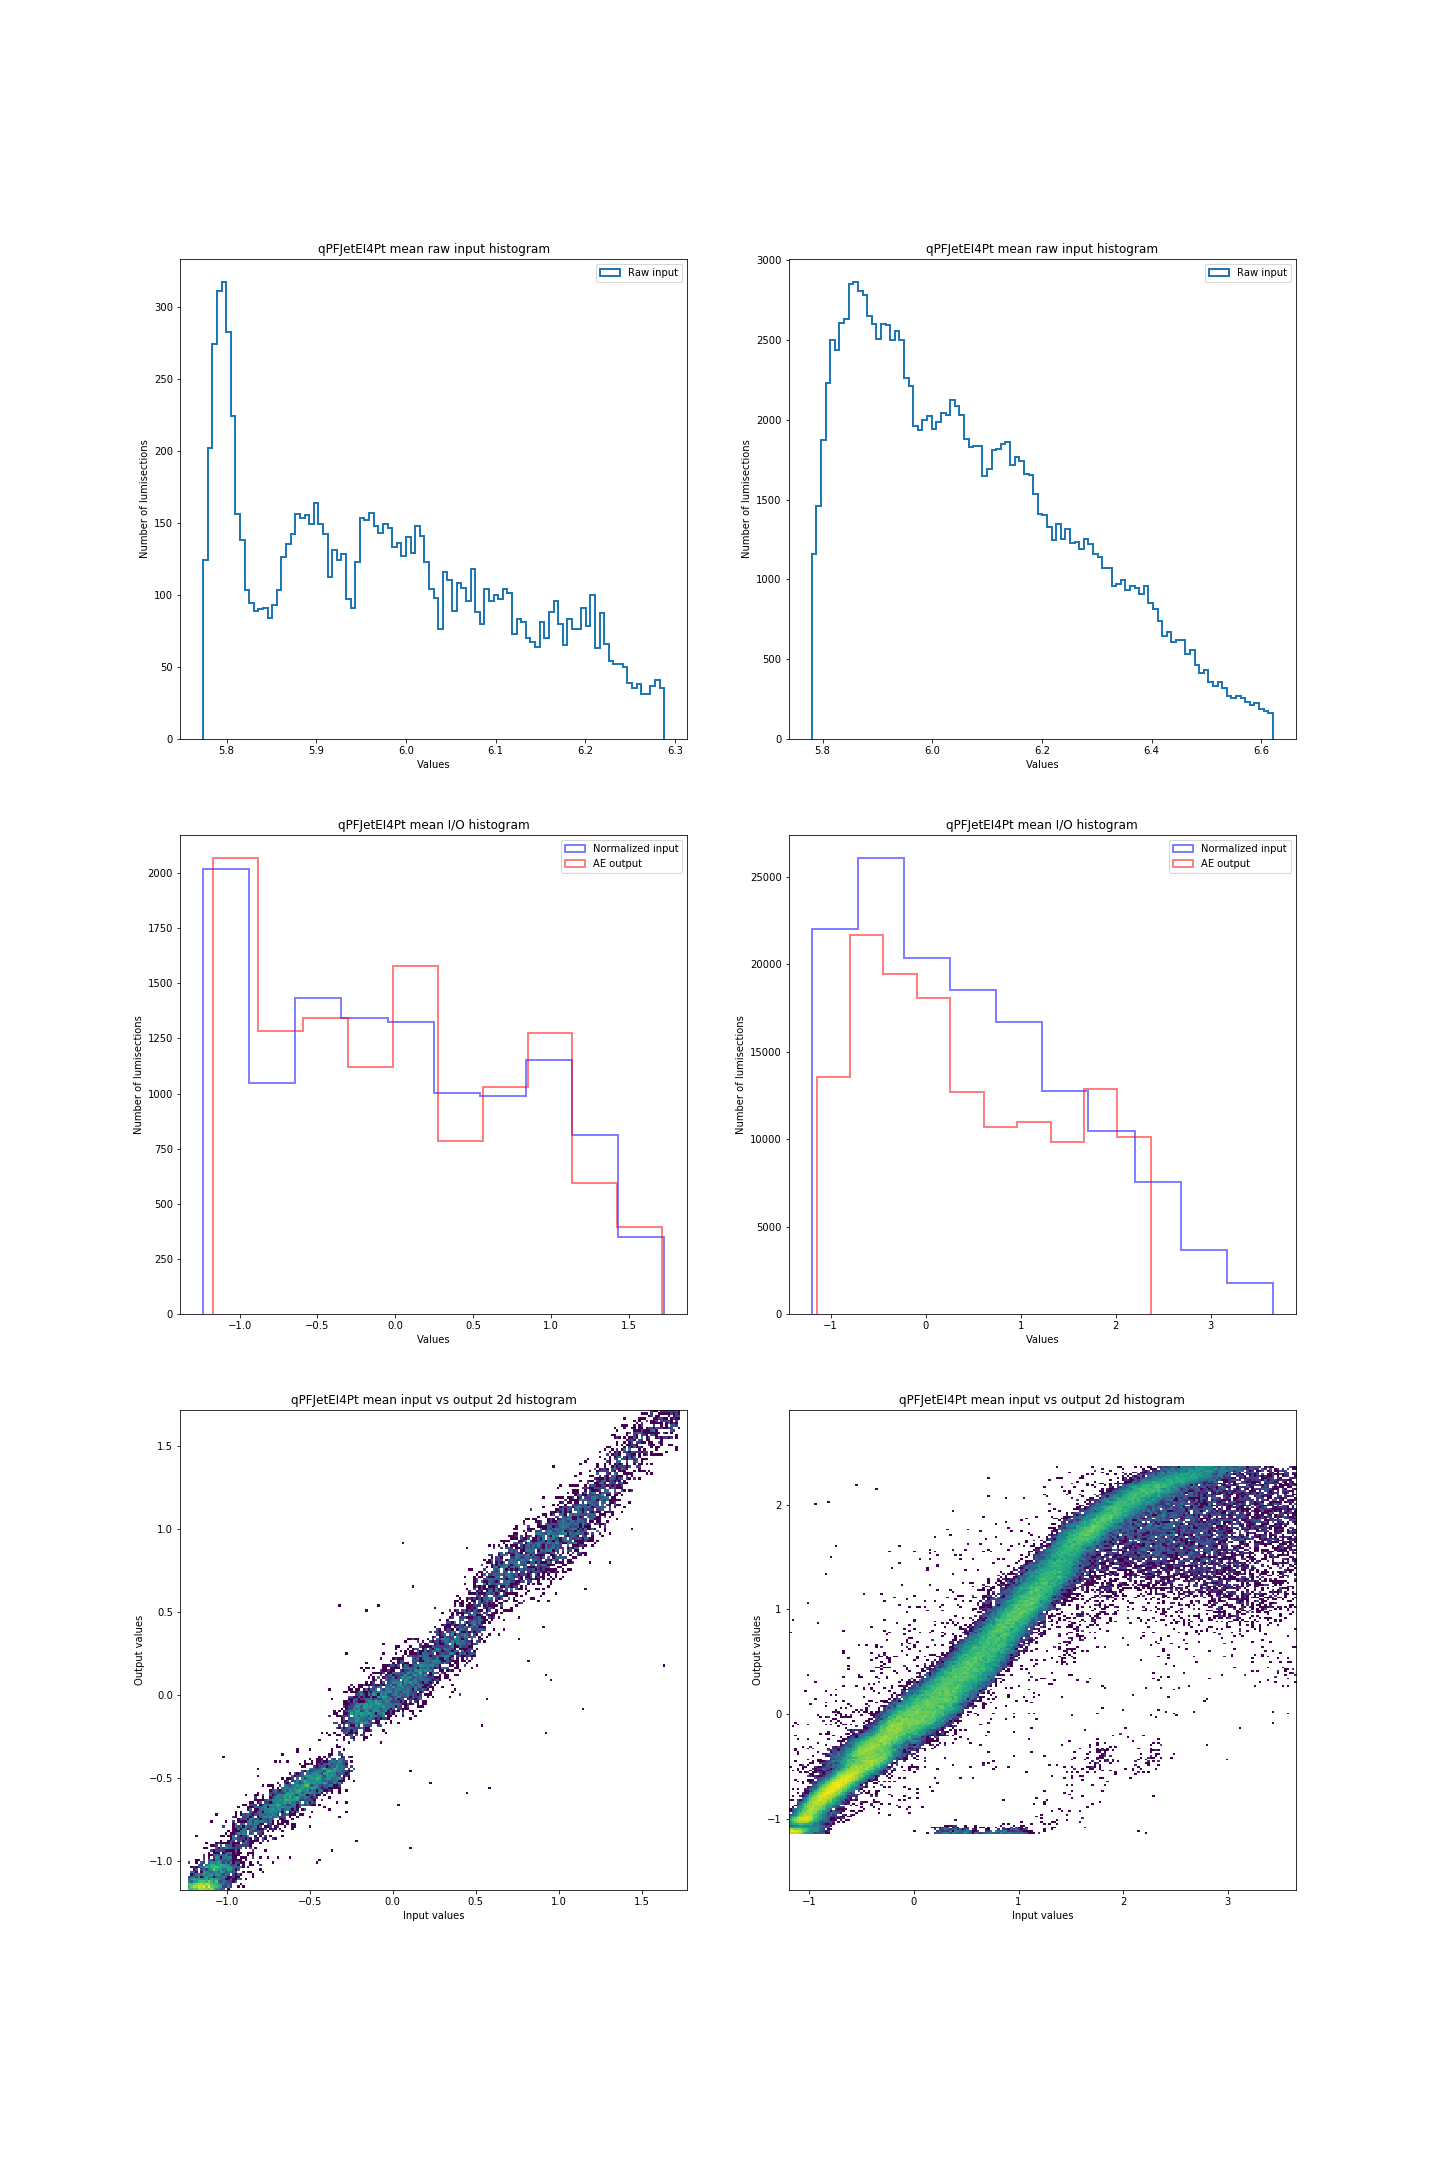 qPFJetEI4Pt mean raw input histogram
Raw input
Number of lumisections
300
250
200
150
100
50
0
5.8 5.9 6.0 6.1 6.2 6.3
Values
qPFJetEI4Pt mean raw input histogram
Raw input
Number of lumisections
3000
2500
2000
1500
1000
500
0
5.8 6.0 6.2 6.4 6.6
Values
qPFJetEI4Pt mean I/O histogram
Normalized input
AE output
Number of lumisections
2000
1750
1500
1250
1000
750
500
250
0
−1.0 −0.5 0.0 0.5 1.0 1.5
Values
qPFJetEI4Pt mean I/O histogram
Normalized input
AE output
Number of lumisections
25000
20000
15000
10000
5000
0
−1 0 1 2 3
Values
qPFJetEI4Pt mean input vs output 2d histogram
Output values
1.5
1.0
0.5
0.0
−0.5
−1.0
−1.0 −0.5 0.0 0.5 1.0 1.5
Input values
qPFJetEI4Pt mean input vs output 2d histogram
Output values
2
1
0
−1
−1 0 1 2 3
Input values